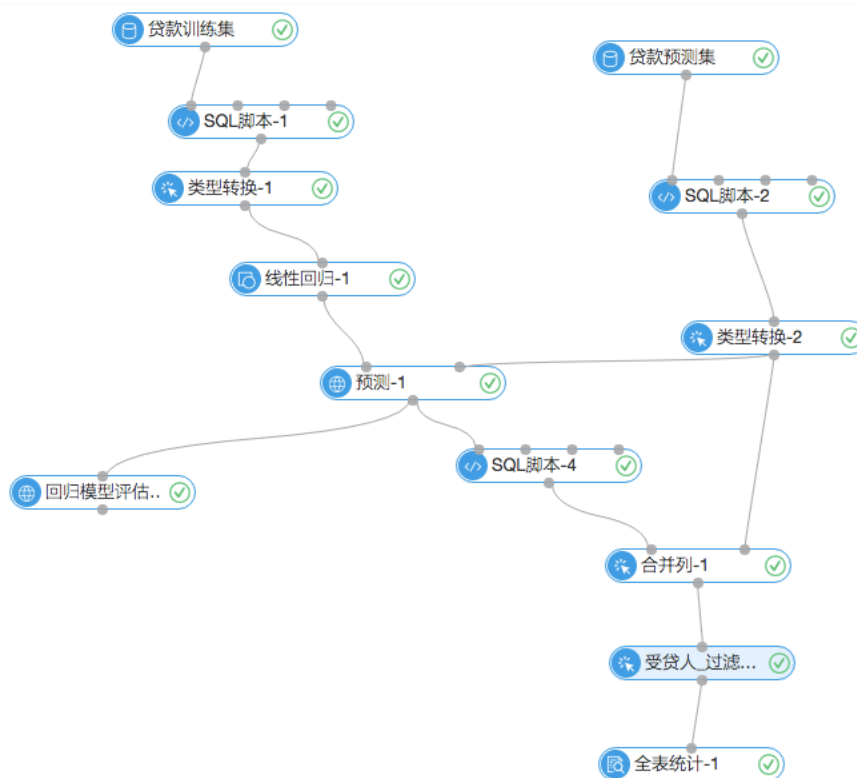 贷款训练集
贷款预测集
SQL脚本-1
类型转换-1
SQL脚本-2
线性回归-1
类型转换-2
预测-1
SQL脚本-4
回归模型评估..
合并列-1
受贷人_过滤...
全表统计-1